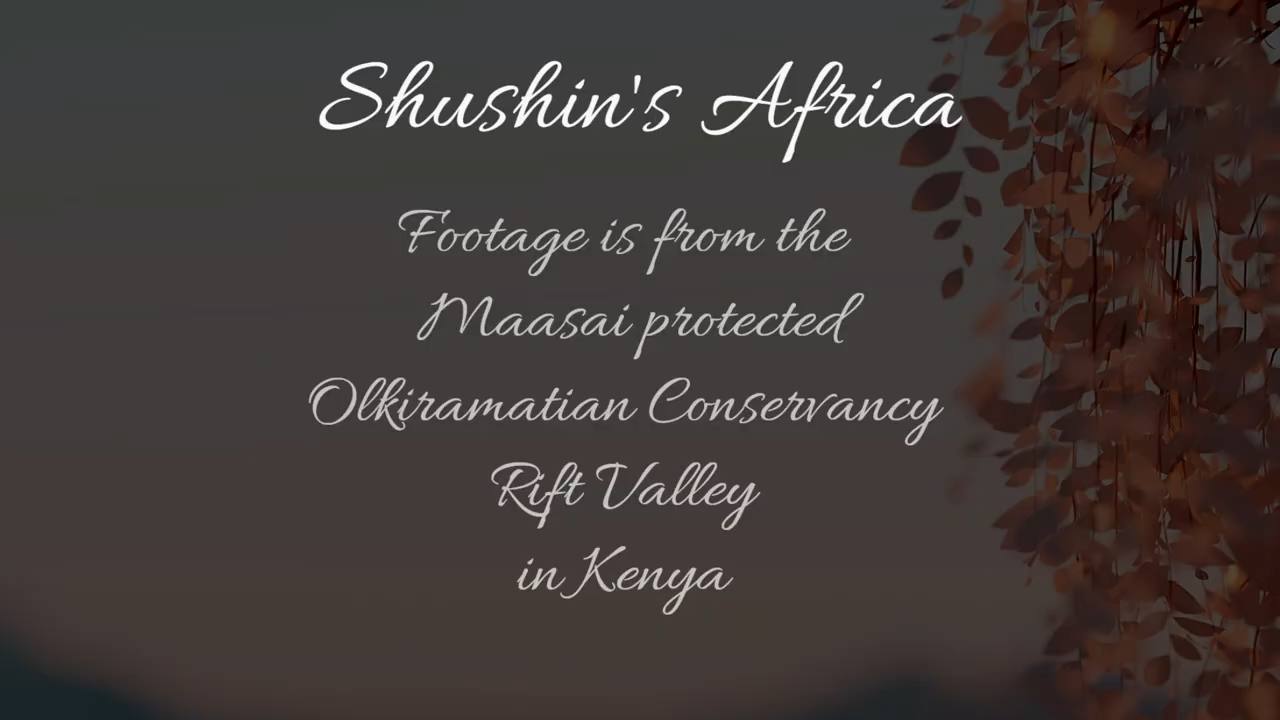 Shushin's Africa
Footage is from the
Maasai protected
Olkiramatian Conservancy
Rift Valley
in Kenya